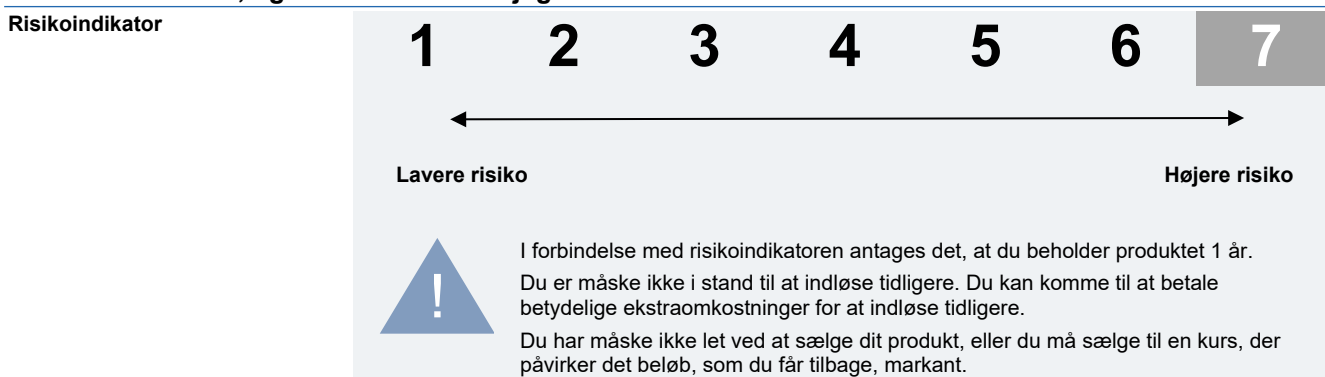 Risikoindikator
1 2 3 4 5 6 7
Lavere risiko Højere risiko
!
I forbindelse med risikoindikatoren antages det, at du beholder produktet 1 år.
Du er måske ikke i stand til at indløse tidligere. Du kan komme til at betale
betydelige ekstraomkostninger for at indløse tidligere.
Du har måske ikke let ved at sælge dit produkt, eller du må sælge til en kurs, der
påvirker det beløb, som du får tilbage, markant.